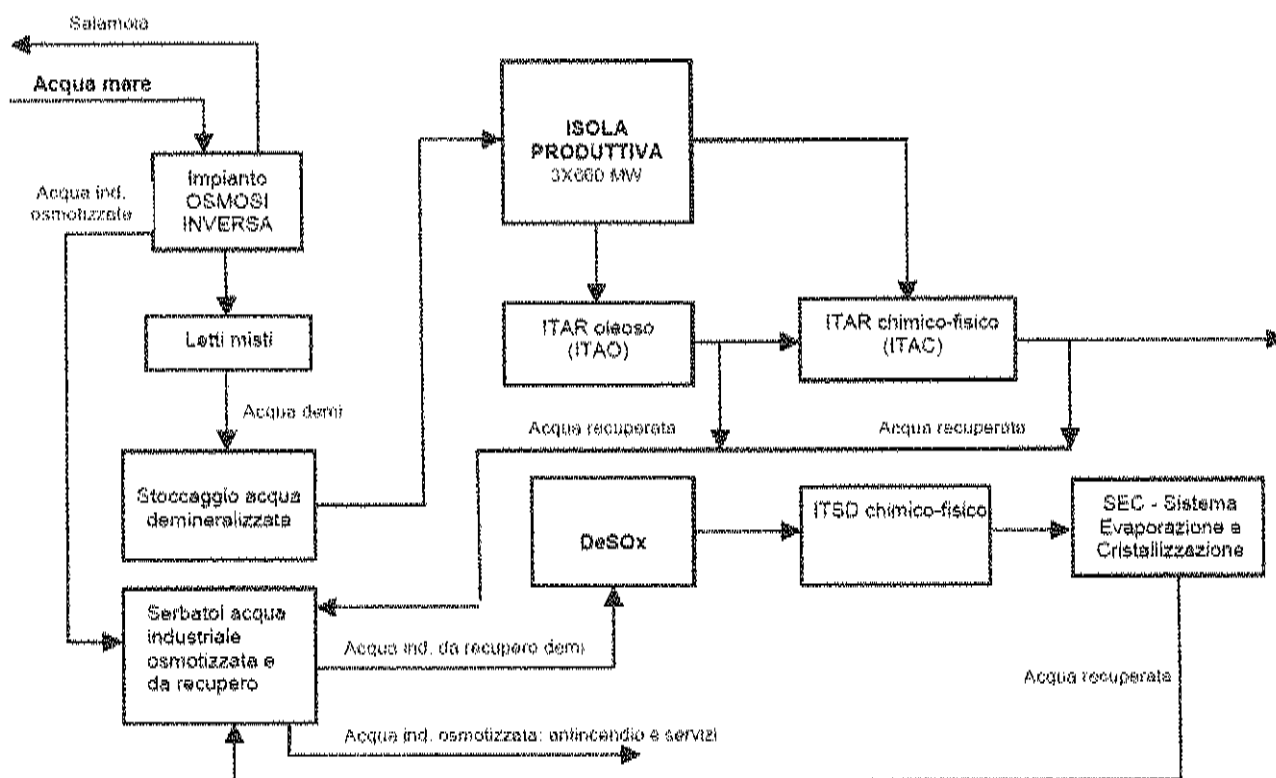 Salamoia
Acqua mare
Impianto
OSMOSI
INVERSA
Acqua ind.
osmotizzata
Letti misti
Acqua demi
Stoccaggio acqua
demineralizzata
Serbatoi acqua
industriale
osmotizzata e
da recupero
ISOLA
PRODUTTIVA
3X660 MW
ITAR oleoso
(ITAO)
ITAR chimico-fisico
(ITAC)
Acqua recuperata
Acqua recuperata
DeSOx
ITSD chimico-fisico
SEC - Sistema
Evaporazione e
Cristallizzazione
Acqua ind. da recupero demi
Acqua recuperata
Acqua ind. osmotizzata: antincendio e servizi